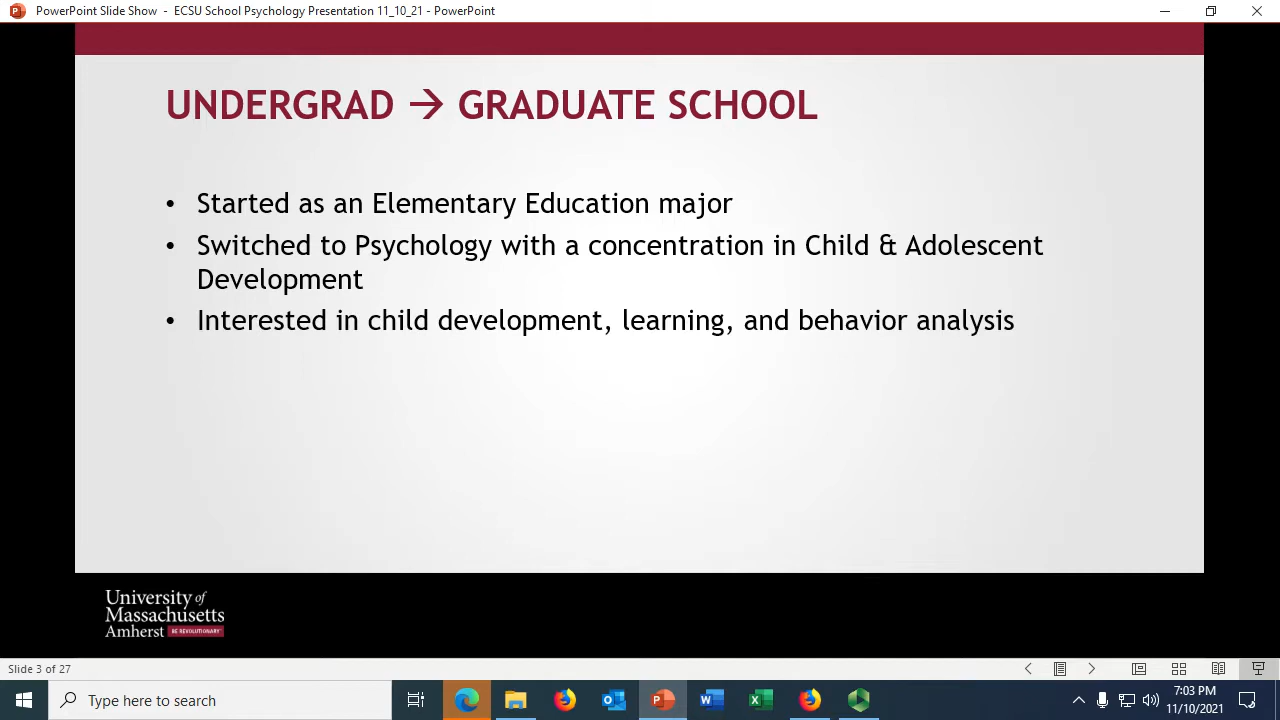 PowerPoint Slide Show - ECSU School Psychology Presentation 11_10_21 - PowerPoint
UNDERGRAD → GRADUATE SCHOOL
• Started as an Elementary Education major
• Switched to Psychology with a concentration in Child & Adolescent
Development
• Interested in child development, learning, and behavior analysis
University of
Massachusetts
Amherst BE REVOLUTIONARY
Slide 3 of 27
Type here to search
7:03 PM
11/10/2021